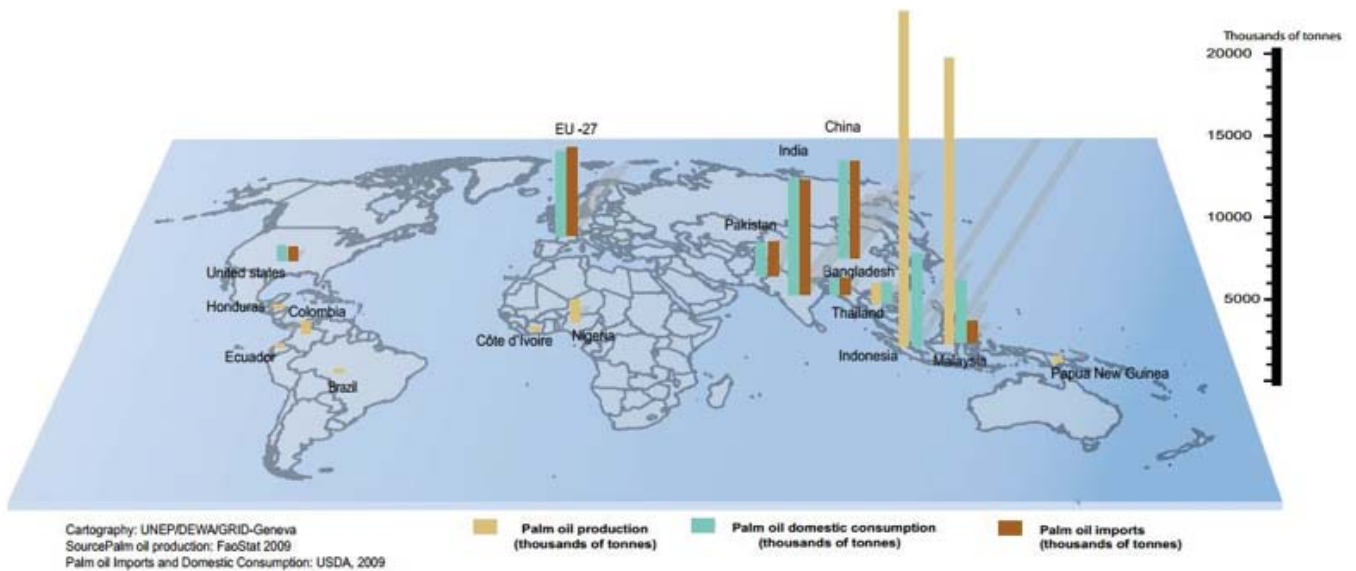 Thousands of tonnes
20000
15000
10000
5000
0
EU -27
China
India
Pakistan
Bangladesh
United states
Honduras
Colombia
Thailand
Côte d'Ivoire
Nigeria
Ecuador
Indonesia
Malaysia
Papua New Guinea
Brazil
Cartography: UNEP/DEWA/GRID-Geneva
SourcePalm oil production: FaoStat 2009
Palm oil Imports and Domestic Consumption: USDA, 2009
Palm oil production
(thousands of tonnes)
Palm oil domestic consumption
(thousands of tonnes)
Palm oil imports
(thousands of tonnes)